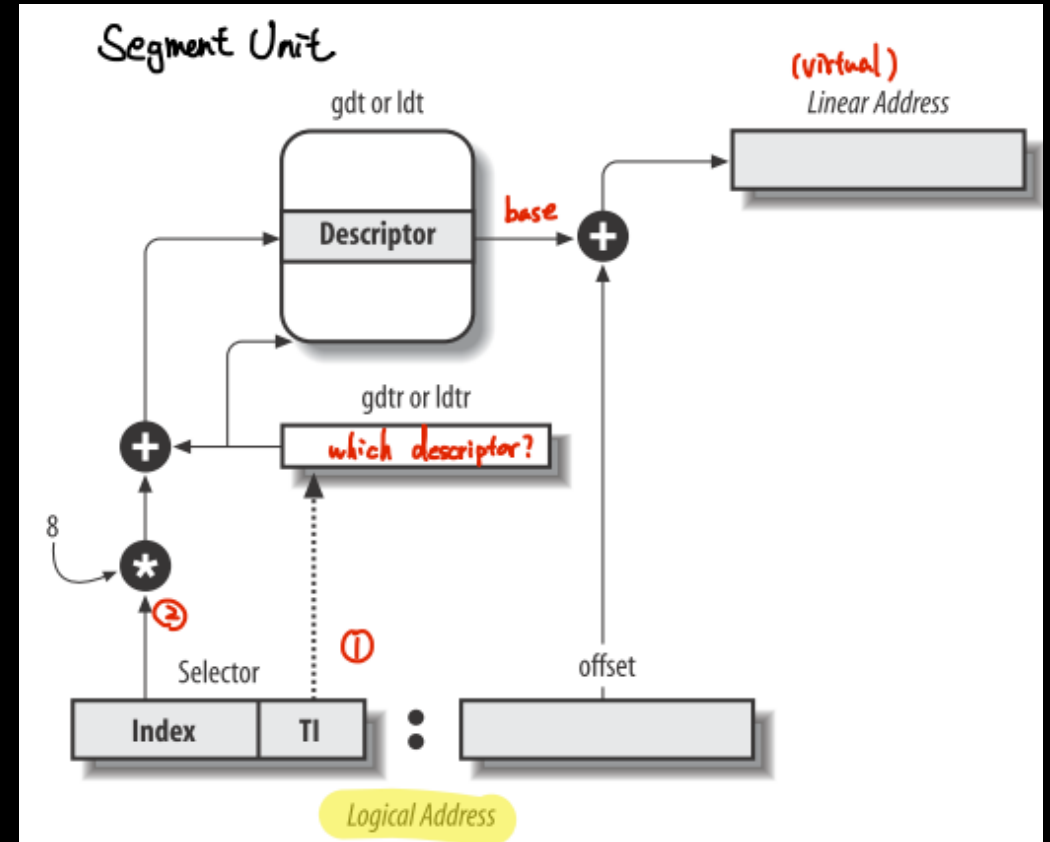 Segment Unit
(virtual)
gdt or ldt
Linear Address
base
Descriptor
+
gdtr or ldtr
which descriptor?
+
8
*
②
①
Selector
offset
Index
TI
:
Logical Address